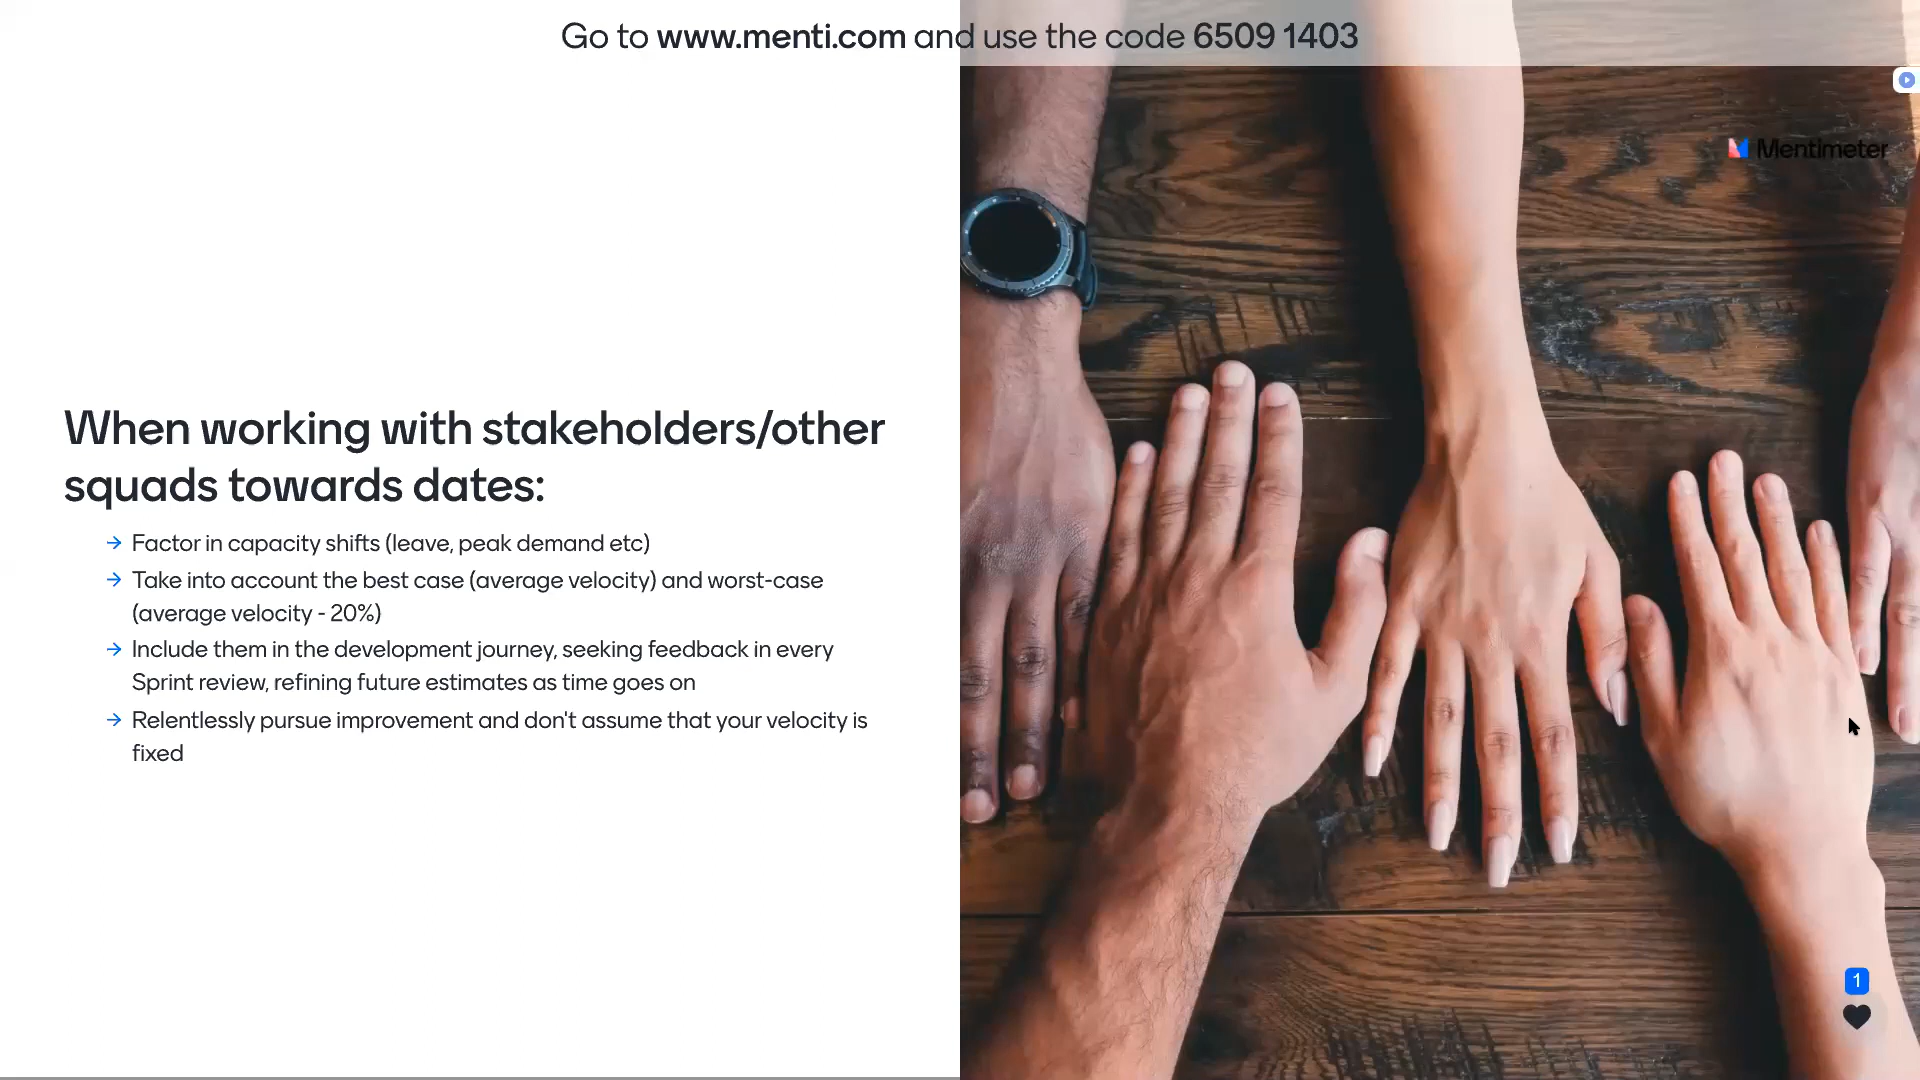 Go to www.menti.com and use the code 6509 1403
Mentimeter
When working with stakeholders/other
squads towards dates:
→ Factor in capacity shifts (leave, peak demand etc)
→ Take into account the best case (average velocity) and worst-case
(average velocity - 20%)
→ Include them in the development journey, seeking feedback in every
Sprint review, refining future estimates as time goes on
→ Relentlessly pursue improvement and don't assume that your velocity is
fixed
1